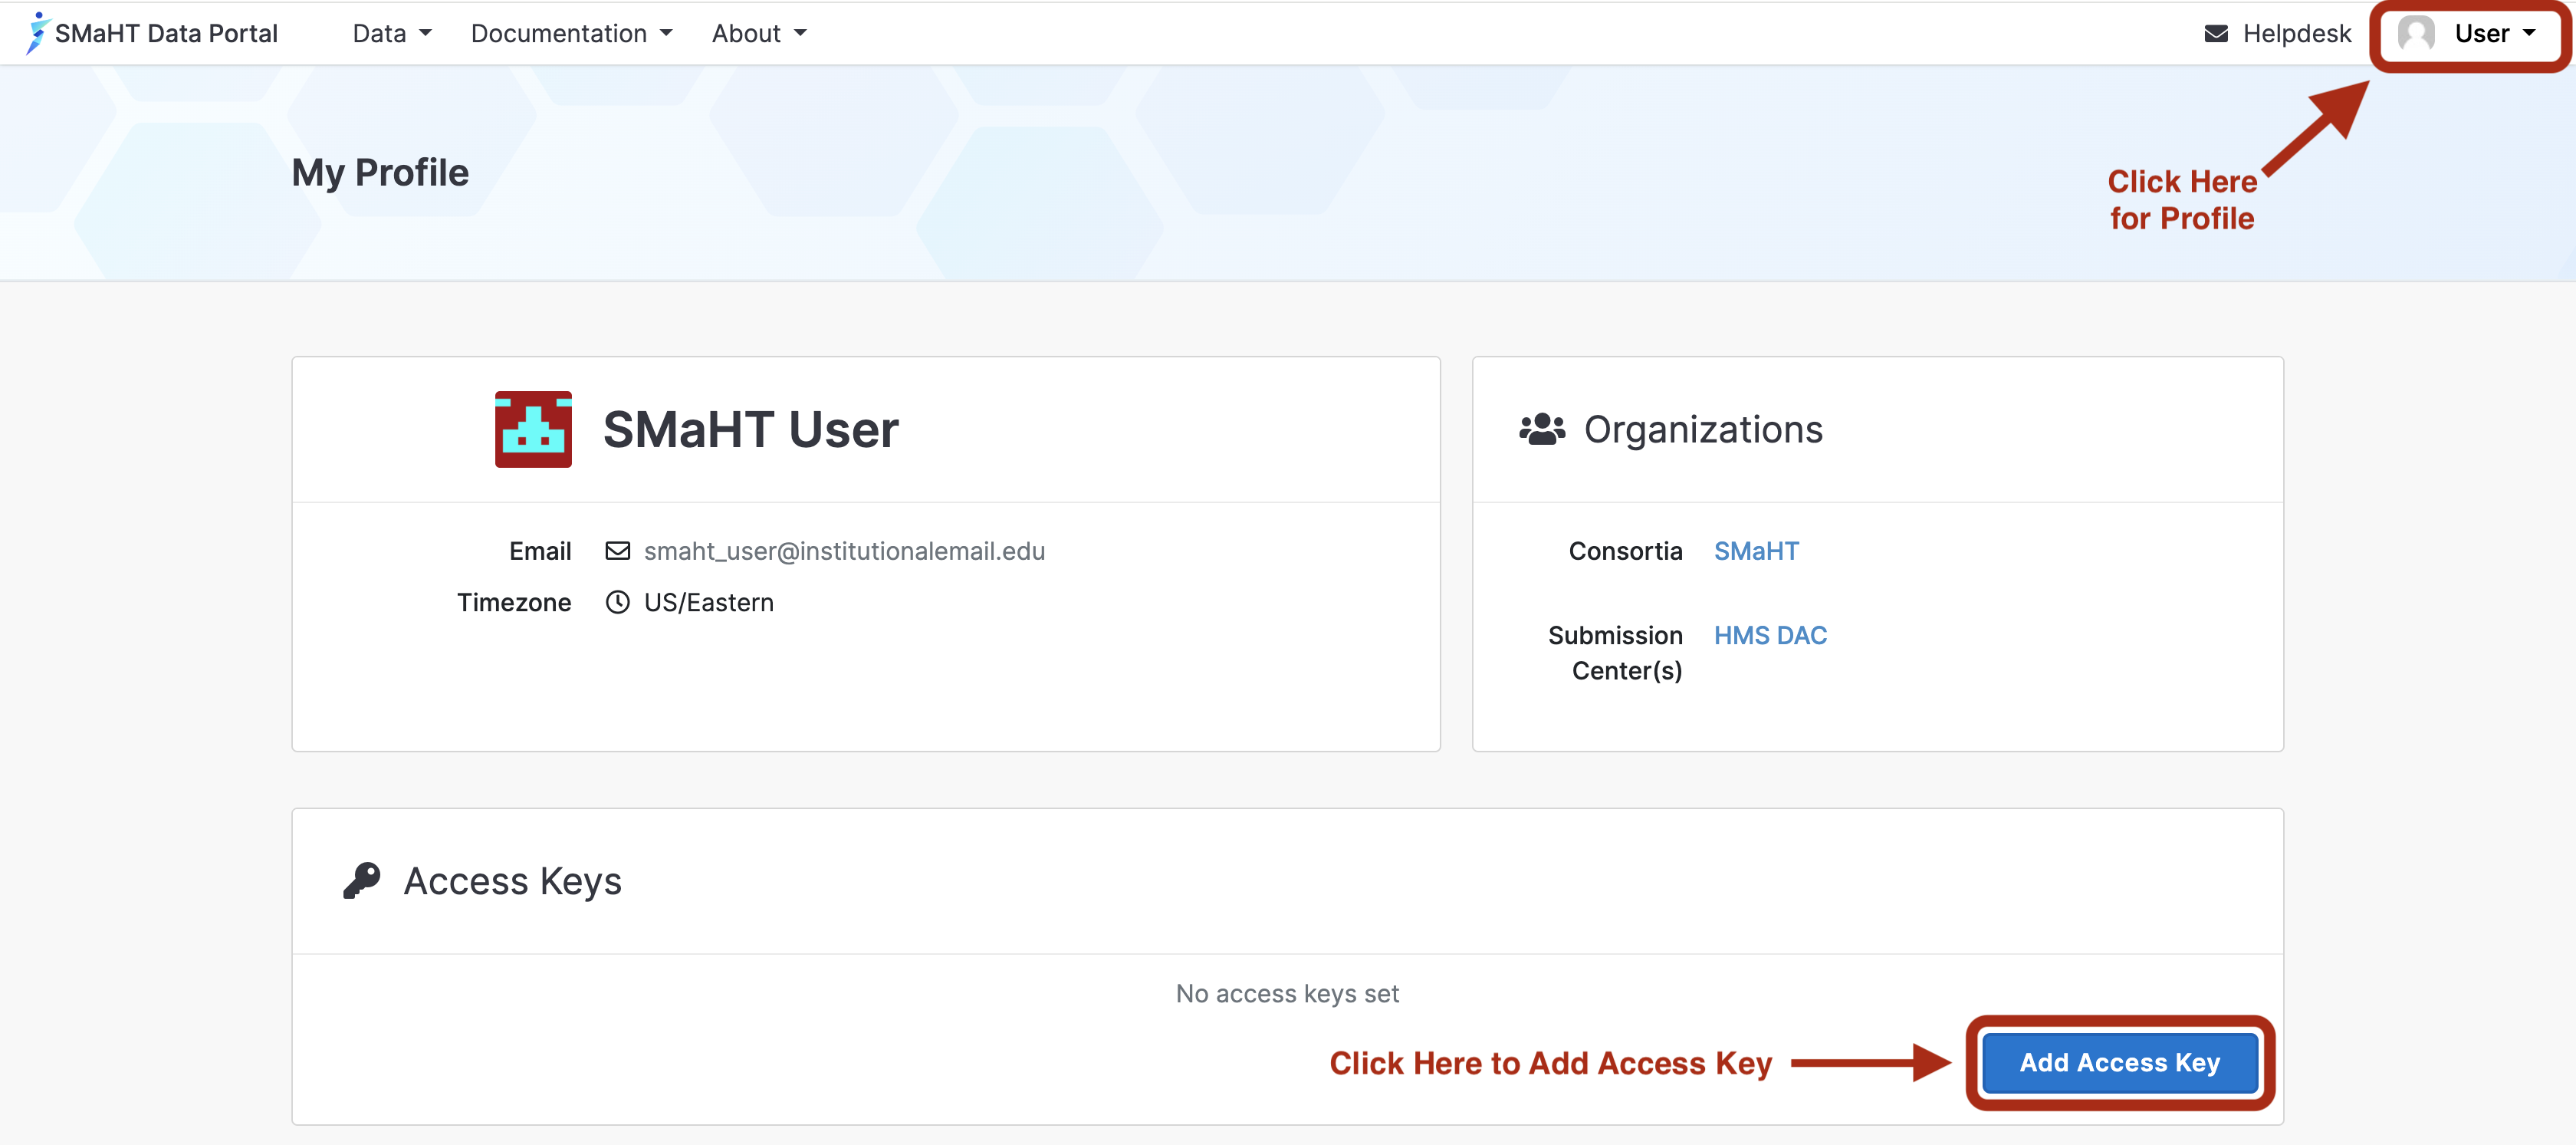 SMaHT Data Portal Data Documentation About Helpdesk User
My Profile
Click Here
for Profile
SMaHT User
Organizations
Email smaht_user@institutionalemail.edu
Timezone US/Eastern
Consortia SMaHT
Submission HMS DAC
Center(s)
Access Keys
No access keys set
Click Here to Add Access Key Add Access Key